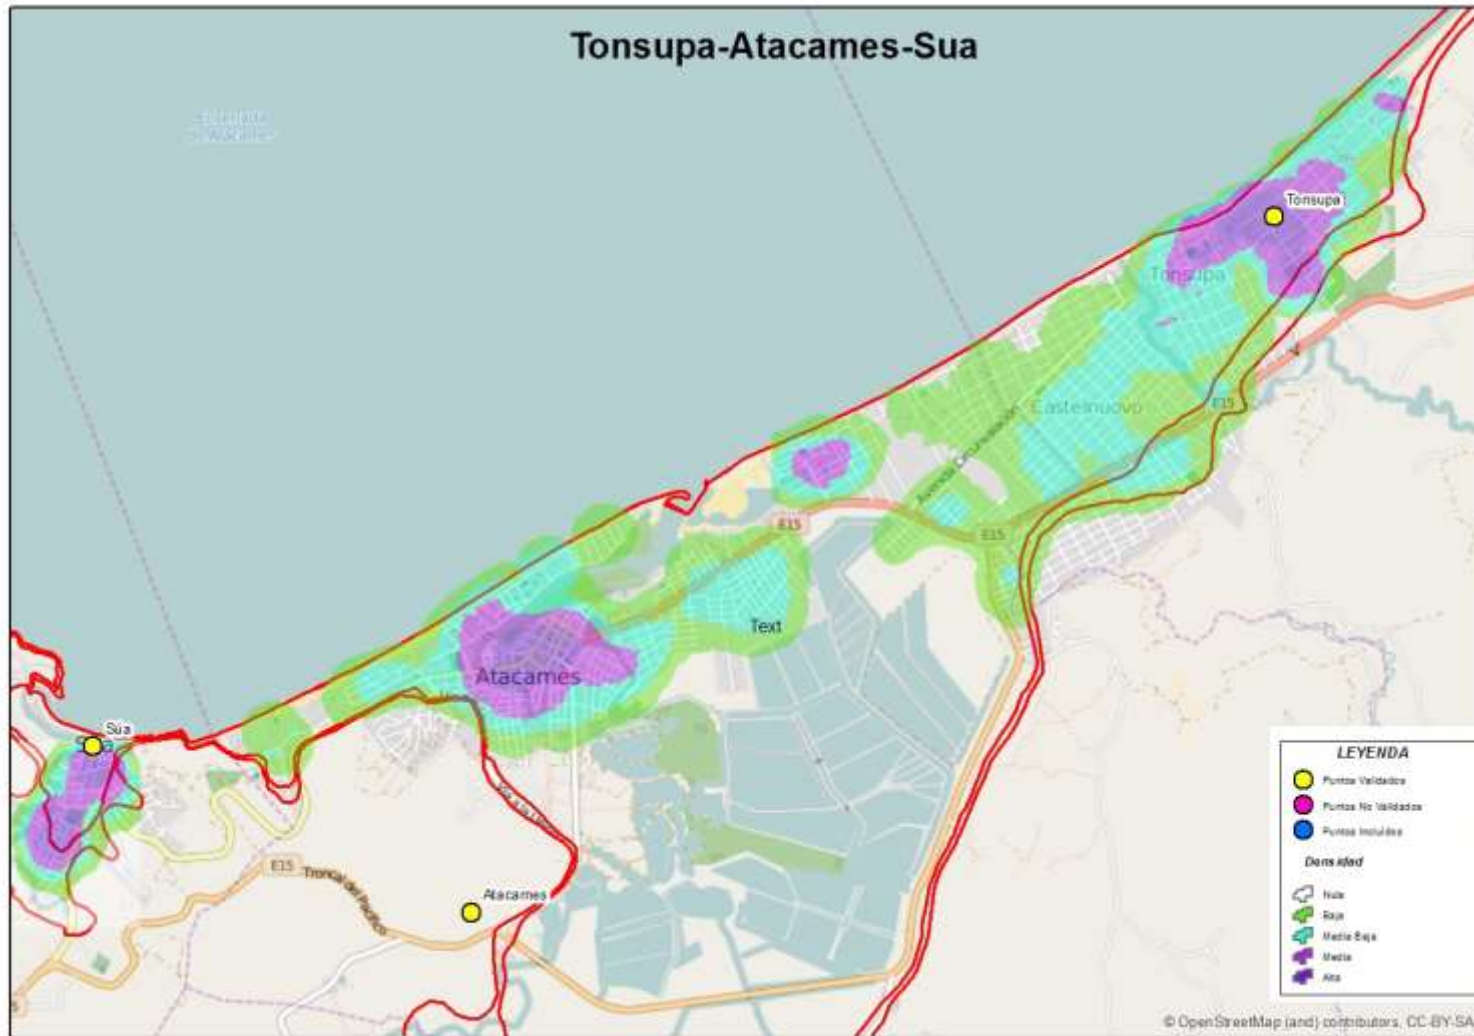 Tonsupa-Atacames-Sua
Tonsupa
Tonsupa
Castelnuovo
E15
Avenida Circunvalación
E15
E15
Text
Atacames
Súa
E15
Troncal del Pacífico
Atacames
LEYENDA
Puntos Validados
Puntos No Validados
Puntos Incluídos
Densidad
Nula
Baja
Media Baja
Media
Alta
© OpenStreetMap (and) contributors, CC-BY-SA